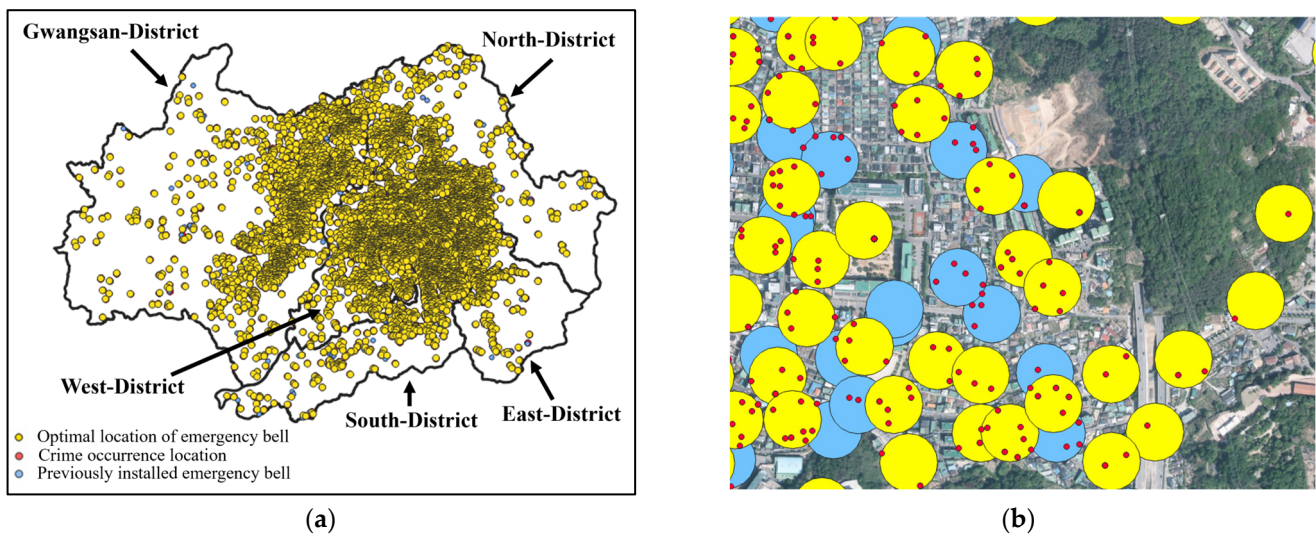 Gwangsan-District
North-District
West-District
South-District
East-District
Optimal location of emergency bell
Crime occurrence location
Previously installed emergency bell
(a)
(b)